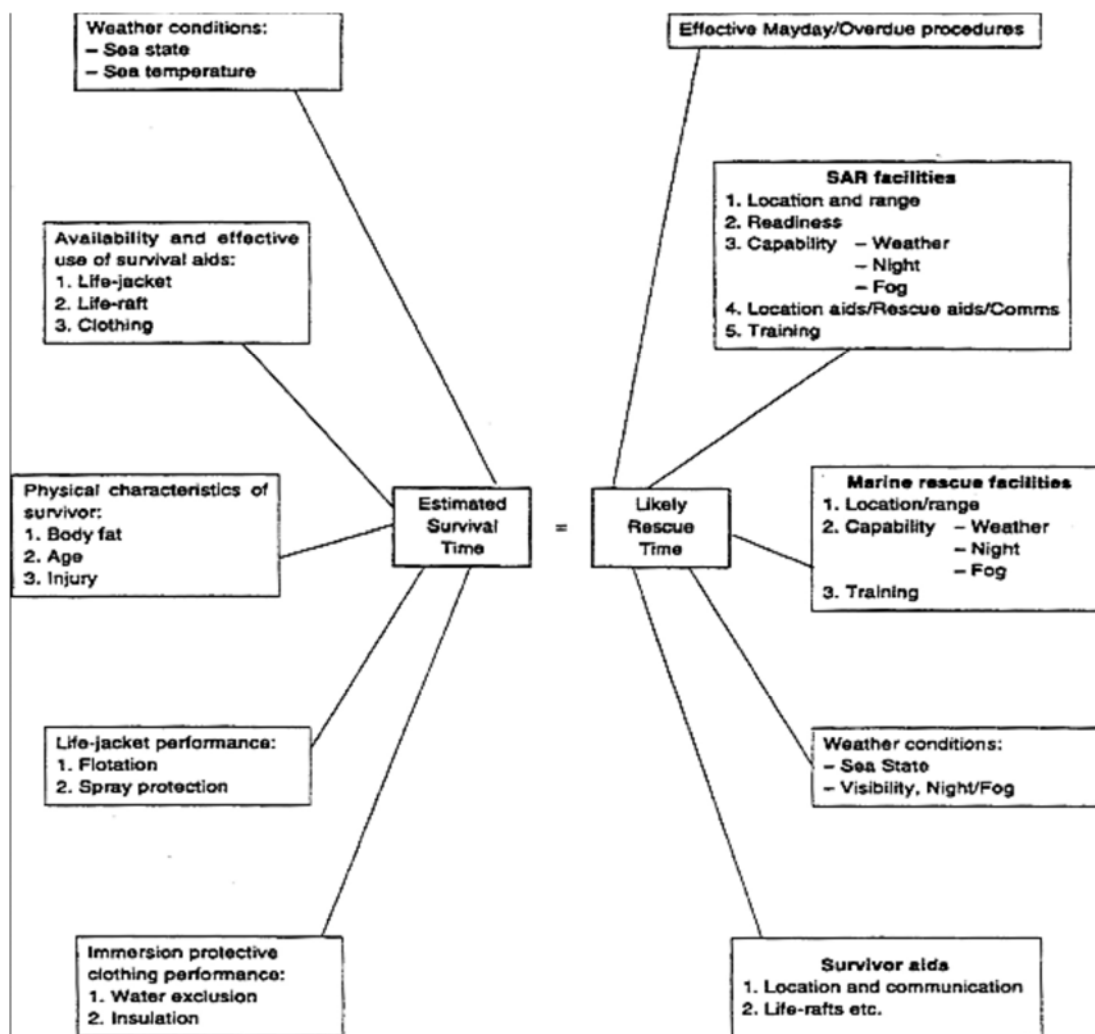 Weather conditions:
– Sea state
– Sea temperature
Effective Mayday/Overdue procedures
SAR facilities
1. Location and range
2. Readiness
3. Capability – Weather
– Night
– Fog
4. Location aids/Rescue aids/Comms
5. Training
Availability and effective
use of survival aids:
1. Life-jacket
2. Life-raft
3. Clothing
Physical characteristics of
survivor:
1. Body fat
2. Age
3. Injury
Estimated
Survival
Time
=
Likely
Rescue
Time
Marine rescue facilities
1. Location/range
2. Capability – Weather
– Night
– Fog
3. Training
Life-jacket performance:
1. Flotation
2. Spray protection
Weather conditions:
– Sea State
– Visibility, Night/Fog
Immersion protective
clothing performance:
1. Water exclusion
2. Insulation
Survivor aids
1. Location and communication
2. Life-rafts etc.